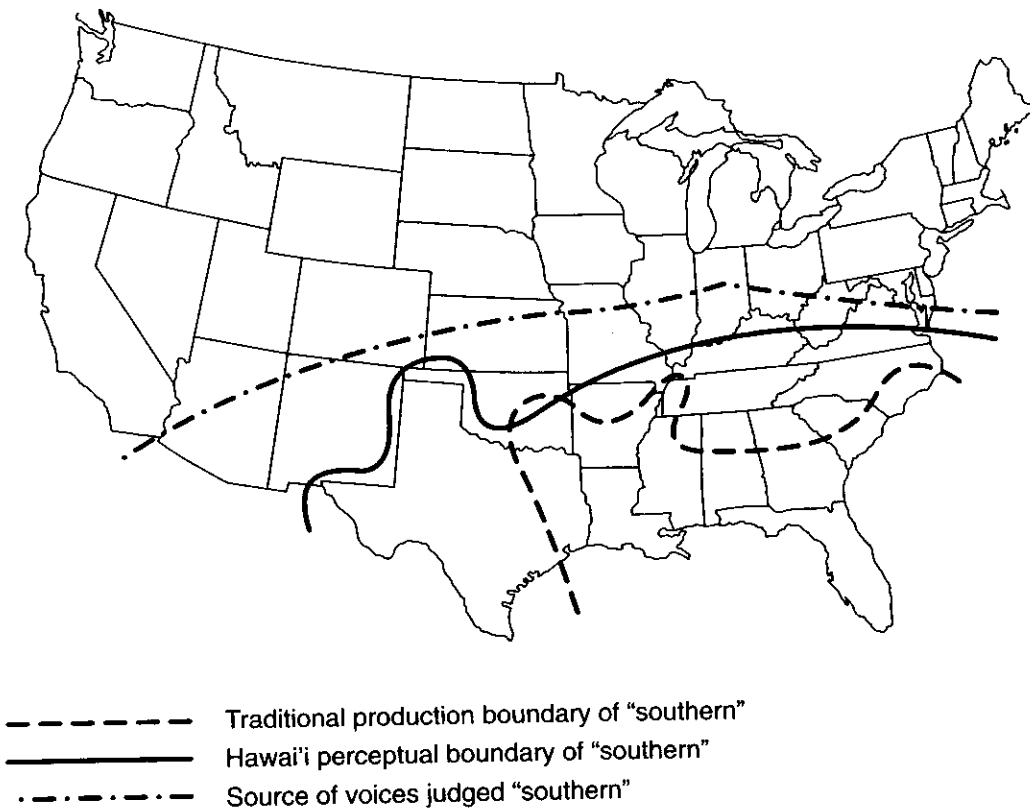 Traditional production boundary of “southern”
Hawai'i perceptual boundary of “southern”
Source of voices judged “southern”